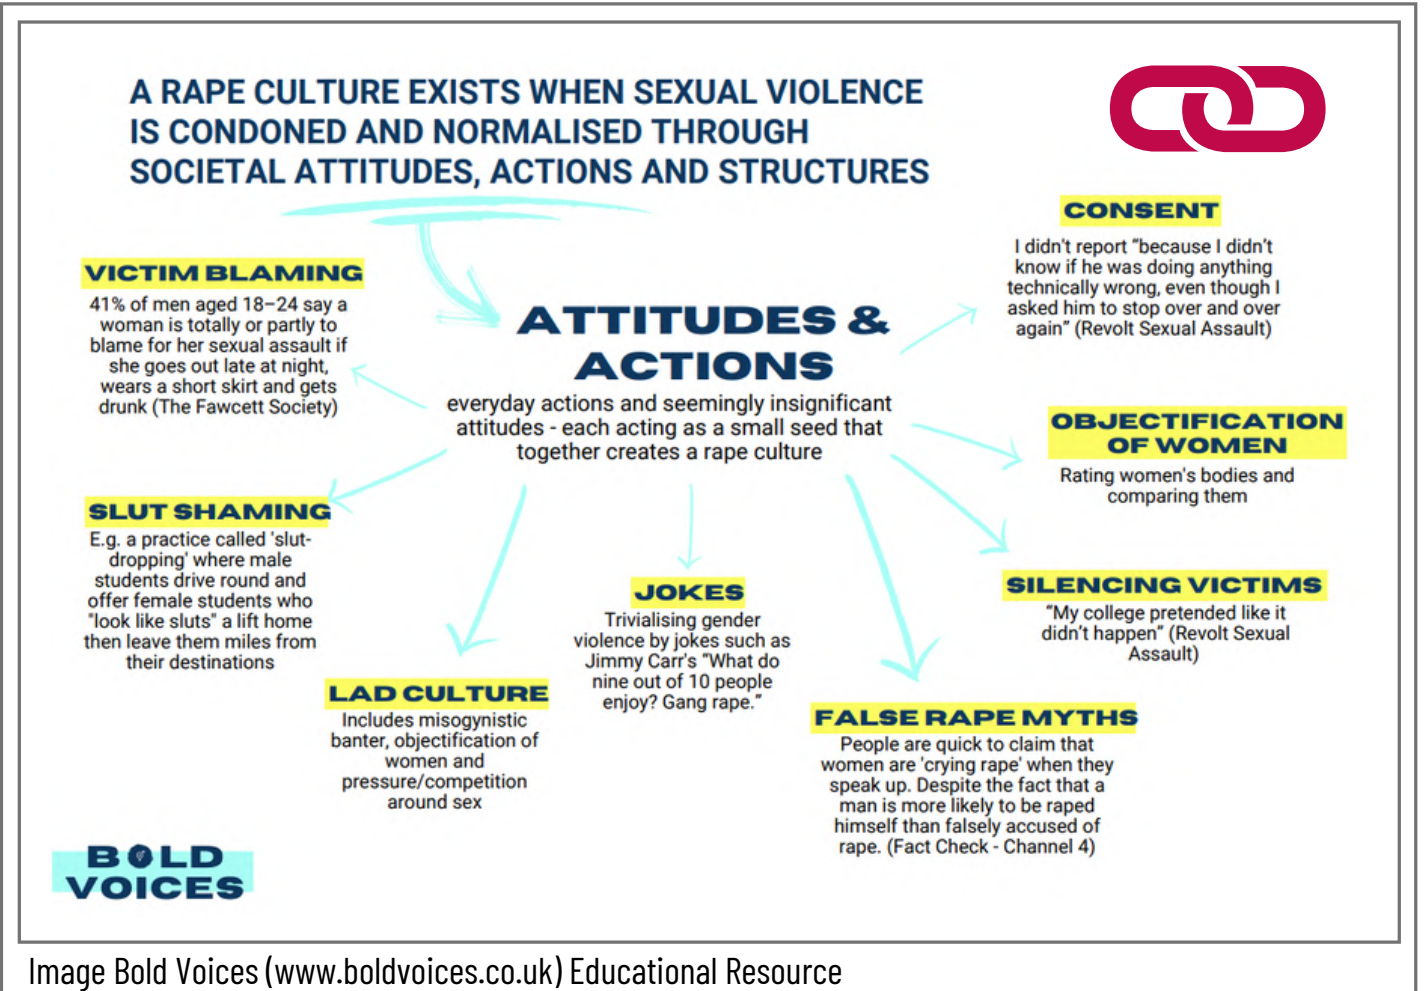 A RAPE CULTURE EXISTS WHEN SEXUAL VIOLENCE
IS CONDONED AND NORMALISED THROUGH
SOCIETAL ATTITUDES, ACTIONS AND STRUCTURES
VICTIM BLAMING
41% of men aged 18–24 say a
woman is totally or partly to
blame for her sexual assault if
she goes out late at night,
wears a short skirt and gets
drunk (The Fawcett Society)
ATTITUDES &
ACTIONS
everyday actions and seemingly insignificant
attitudes - each acting as a small seed that
together creates a rape culture
CONSENT
I didn't report “because I didn’t
know if he was doing anything
technically wrong, even though I
asked him to stop over and over
again” (Revolt Sexual Assault)
OBJECTIFICATION
OF WOMEN
Rating women's bodies and
comparing them
SLUT SHAMING
E.g. a practice called 'slut-
dropping' where male
students drive round and
offer female students who
"look like sluts" a lift home
then leave them miles from
their destinations
LAD CULTURE
Includes misogynistic
banter, objectification of
women and
pressure/competition
around sex
JOKES
Trivialising gender
violence by jokes such as
Jimmy Carr's “What do
nine out of 10 people
enjoy? Gang rape.”
SILENCING VICTIMS
“My college pretended like it
didn’t happen” (Revolt Sexual
Assault)
FALSE RAPE MYTHS
People are quick to claim that
women are 'crying rape' when they
speak up. Despite the fact that a
man is more likely to be raped
himself than falsely accused of
rape. (Fact Check - Channel 4)
BOLD
VOICES
Image Bold Voices (www.boldvoices.co.uk) Educational Resource